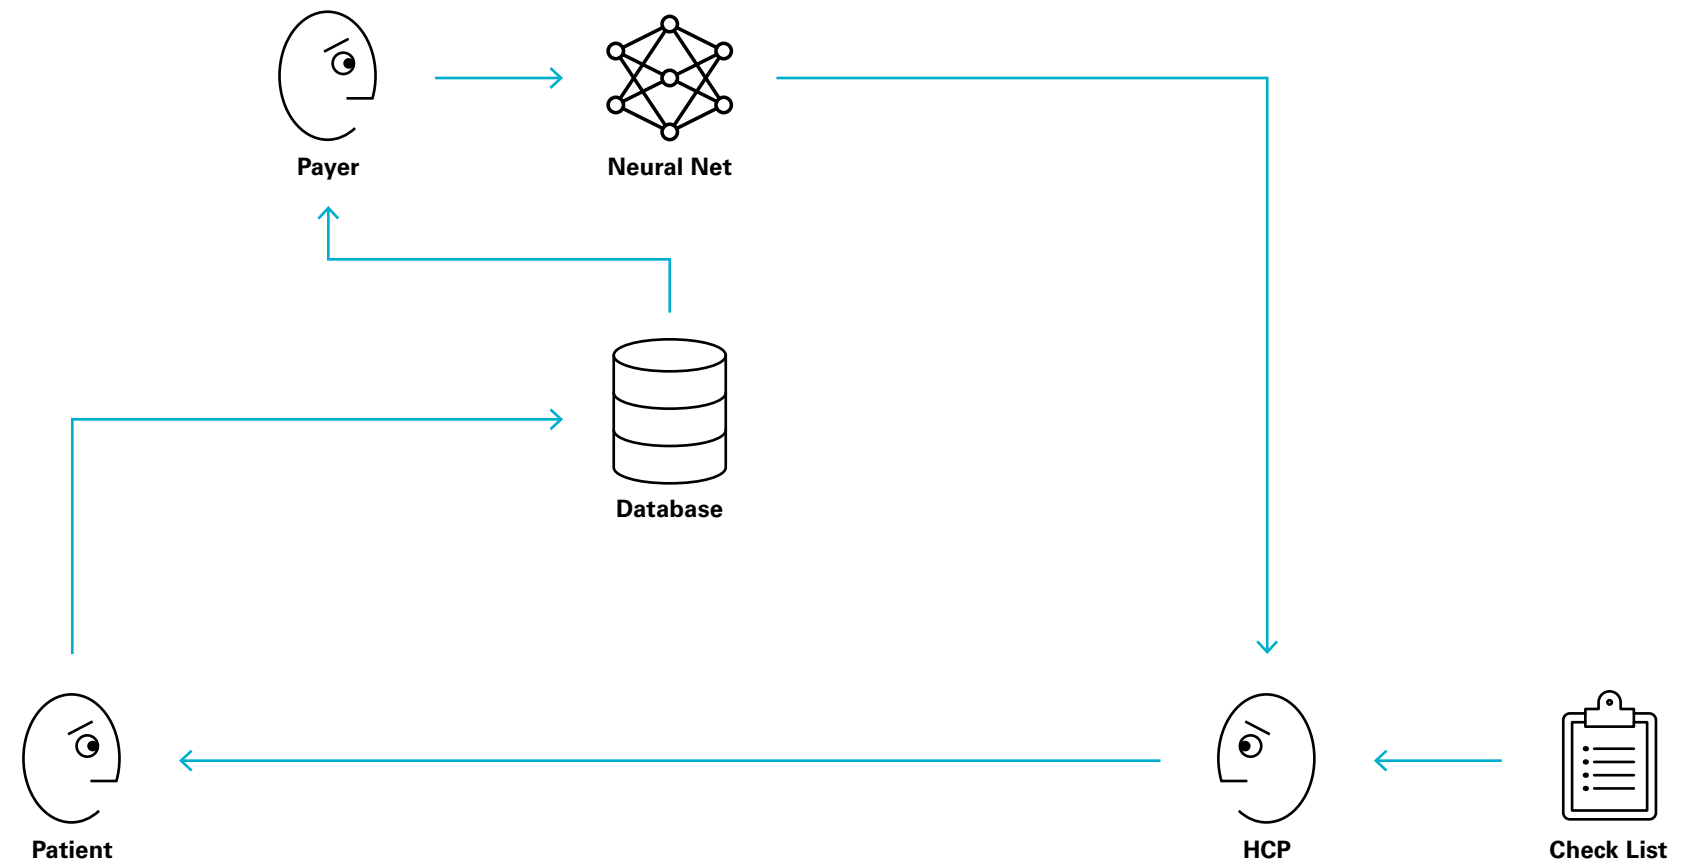 Payer
Neural Net
Database
Patient
HCP
Check List